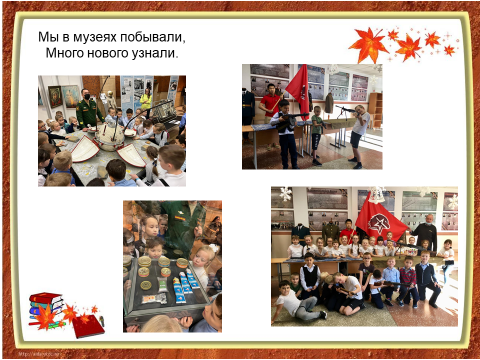 Мы в музеях побывали,
Много нового узнали.